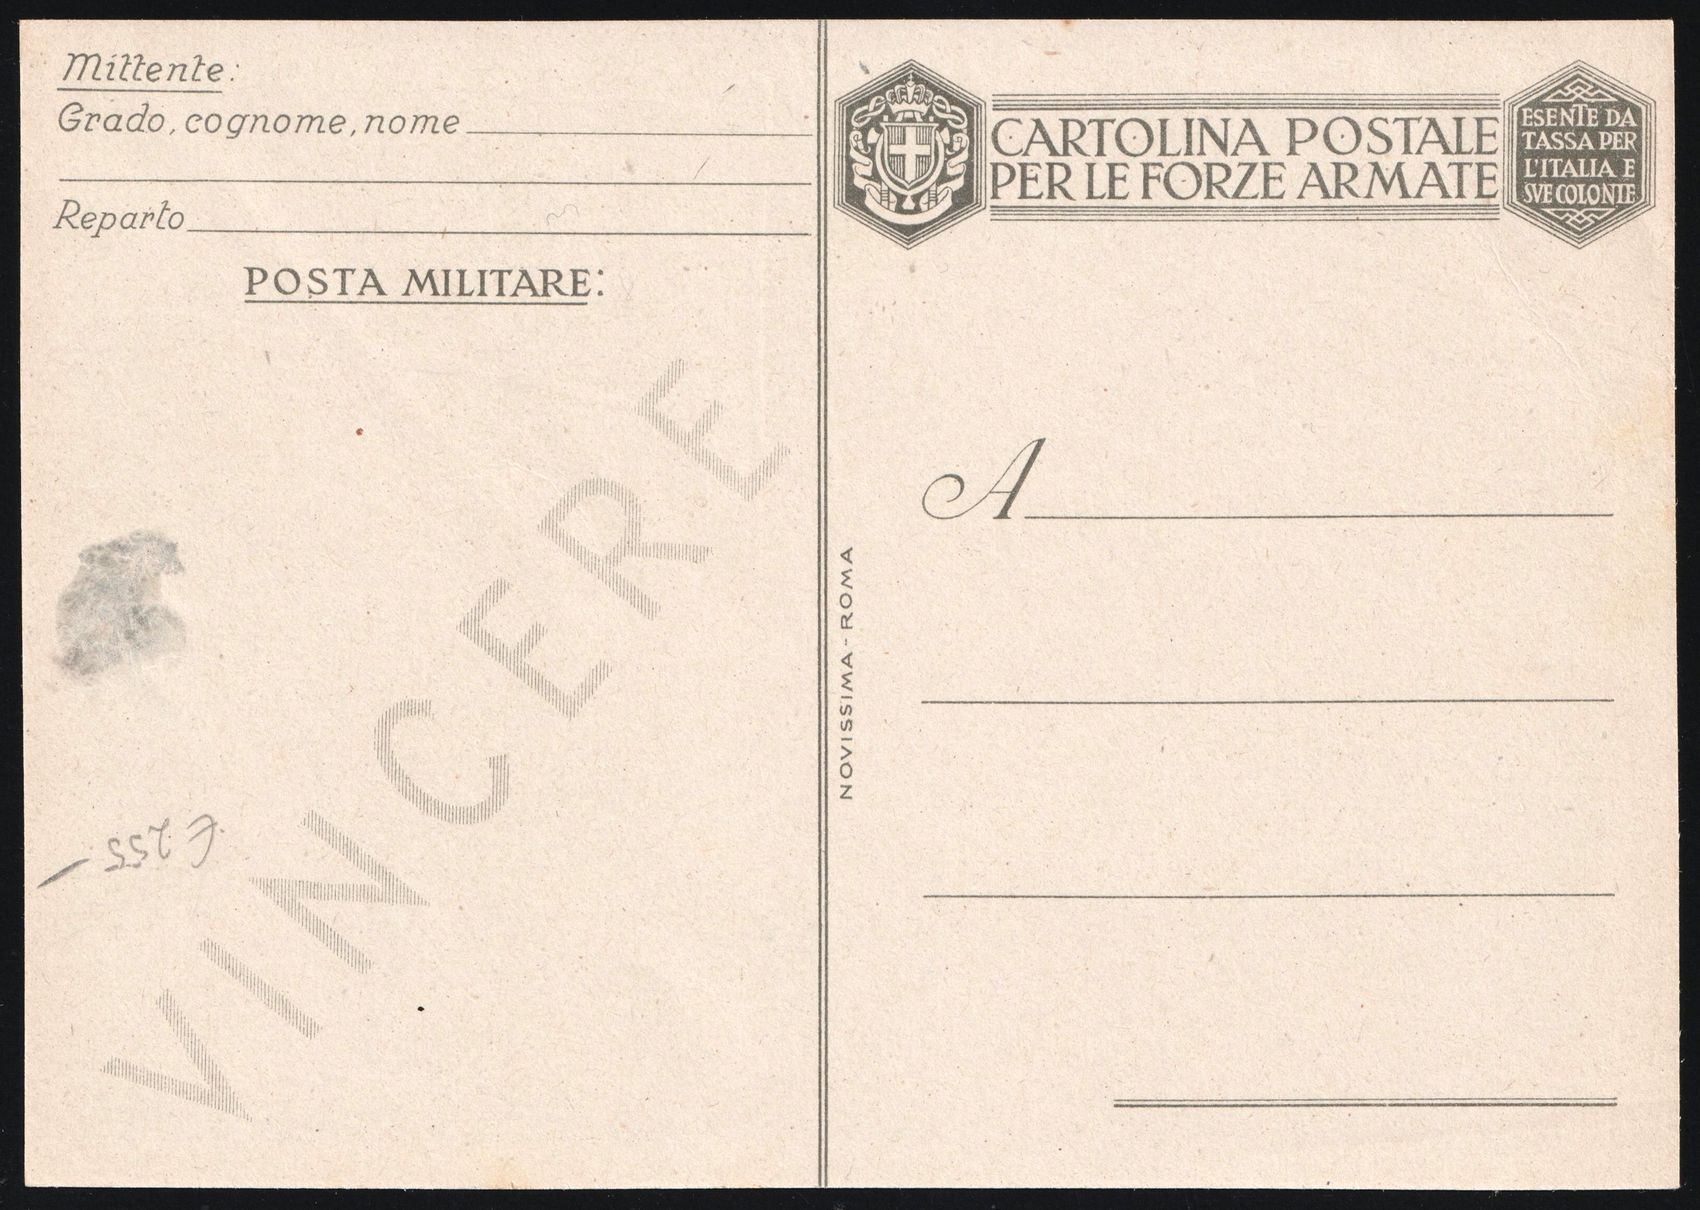 Mittente:
Grado, cognome, nome
Reparto
POSTA MILITARE:
VINCERE
NOVISSIMA - ROMA
CARTOLINA POSTALE
PER LE FORZE ARMATE
ESENTE DA
TASSA PER
L'ITALIA E
SVE COLONIE
A